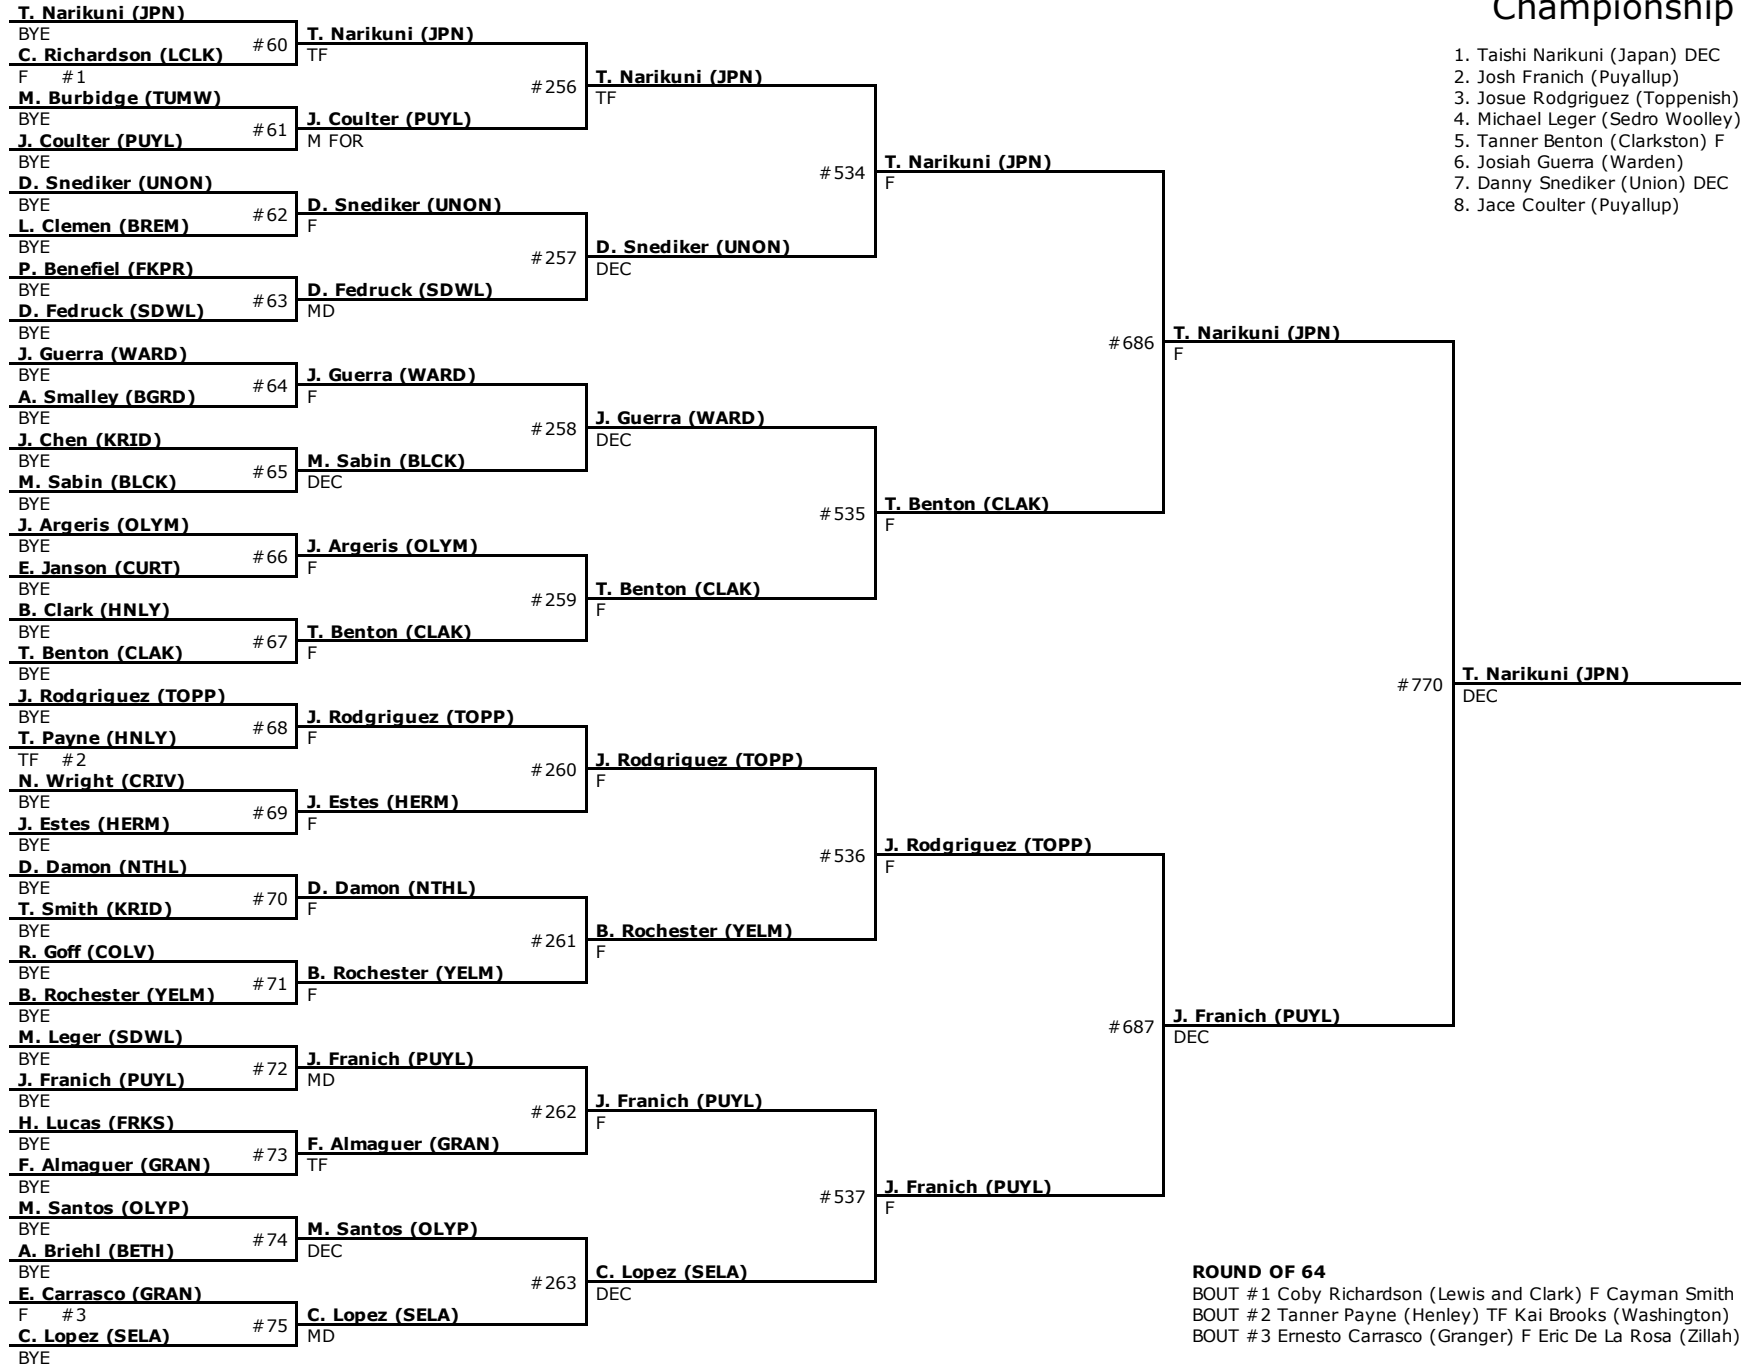 T. Narikuni (JPN)
BYE
C. Richardson (LCLK)
F #1
M. Burbidge (TUMW)
BYE
J. Coulter (PUYL)
BYE
D. Snediker (UNON)
BYE
L. Clemen (BREM)
BYE
P. Benefiel (FKPR)
BYE
D. Fedruck (SDWL)
BYE
J. Guerra (WARD)
BYE
A. Smalley (BGRD)
BYE
J. Chen (KRID)
BYE
M. Sabin (BLCK)
BYE
J. Argeris (OLYM)
BYE
E. Janson (CURT)
BYE
B. Clark (HNLY)
BYE
T. Benton (CLAK)
BYE
J. Rodgriguez (TOPP)
BYE
T. Payne (HNLY)
TF #2
N. Wright (CRIV)
BYE
J. Estes (HERM)
BYE
D. Damon (NTHL)
BYE
T. Smith (KRID)
BYE
R. Goff (COLV)
BYE
B. Rochester (YELM)
BYE
M. Leger (SDWL)
BYE
J. Franich (PUYL)
BYE
H. Lucas (FRKS)
BYE
F. Almaguer (GRAN)
BYE
M. Santos (OLYP)
BYE
A. Briehl (BETH)
BYE
E. Carrasco (GRAN)
F #3
C. Lopez (SELA)
BYE
#60
#61
#62
#63
#64
#65
#66
#67
#68
#69
#70
#71
#72
#73
#74
#75
T. Narikuni (JPN)
TF
J. Coulter (PUYL)
M FOR
D. Snediker (UNON)
F
D. Fedruck (SDWL)
MD
J. Guerra (WARD)
F
M. Sabin (BLCK)
DEC
J. Argeris (OLYM)
F
T. Benton (CLAK)
F
J. Rodgriguez (TOPP)
F
J. Estes (HERM)
F
D. Damon (NTHL)
F
B. Rochester (YELM)
F
J. Franich (PUYL)
MD
F. Almaguer (GRAN)
TF
M. Santos (OLYP)
DEC
C. Lopez (SELA)
MD
#256
#257
#258
#259
#260
#261
#262
#263
T. Narikuni (JPN)
TF
D. Snediker (UNON)
DEC
J. Guerra (WARD)
DEC
T. Benton (CLAK)
F
J. Rodgriguez (TOPP)
F
B. Rochester (YELM)
F
J. Franich (PUYL)
F
C. Lopez (SELA)
DEC
#534
#535
#536
#537
T. Narikuni (JPN)
F
T. Benton (CLAK)
F
J. Rodgriguez (TOPP)
F
J. Franich (PUYL)
F
#686
#687
T. Narikuni (JPN)
F
J. Franich (PUYL)
DEC
#770
T. Narikuni (JPN)
DEC
Championship
1. Taishi Narikuni (Japan) DEC
2. Josh Franich (Puyallup)
3. Josue Rodgriguez (Toppenish)
4. Michael Leger (Sedro Woolley)
5. Tanner Benton (Clarkston) F
6. Josiah Guerra (Warden)
7. Danny Snediker (Union) DEC
8. Jace Coulter (Puyallup)
ROUND OF 64
BOUT #1 Coby Richardson (Lewis and Clark) F Cayman Smith
BOUT #2 Tanner Payne (Henley) TF Kai Brooks (Washington)
BOUT #3 Ernesto Carrasco (Granger) F Eric De La Rosa (Zillah)